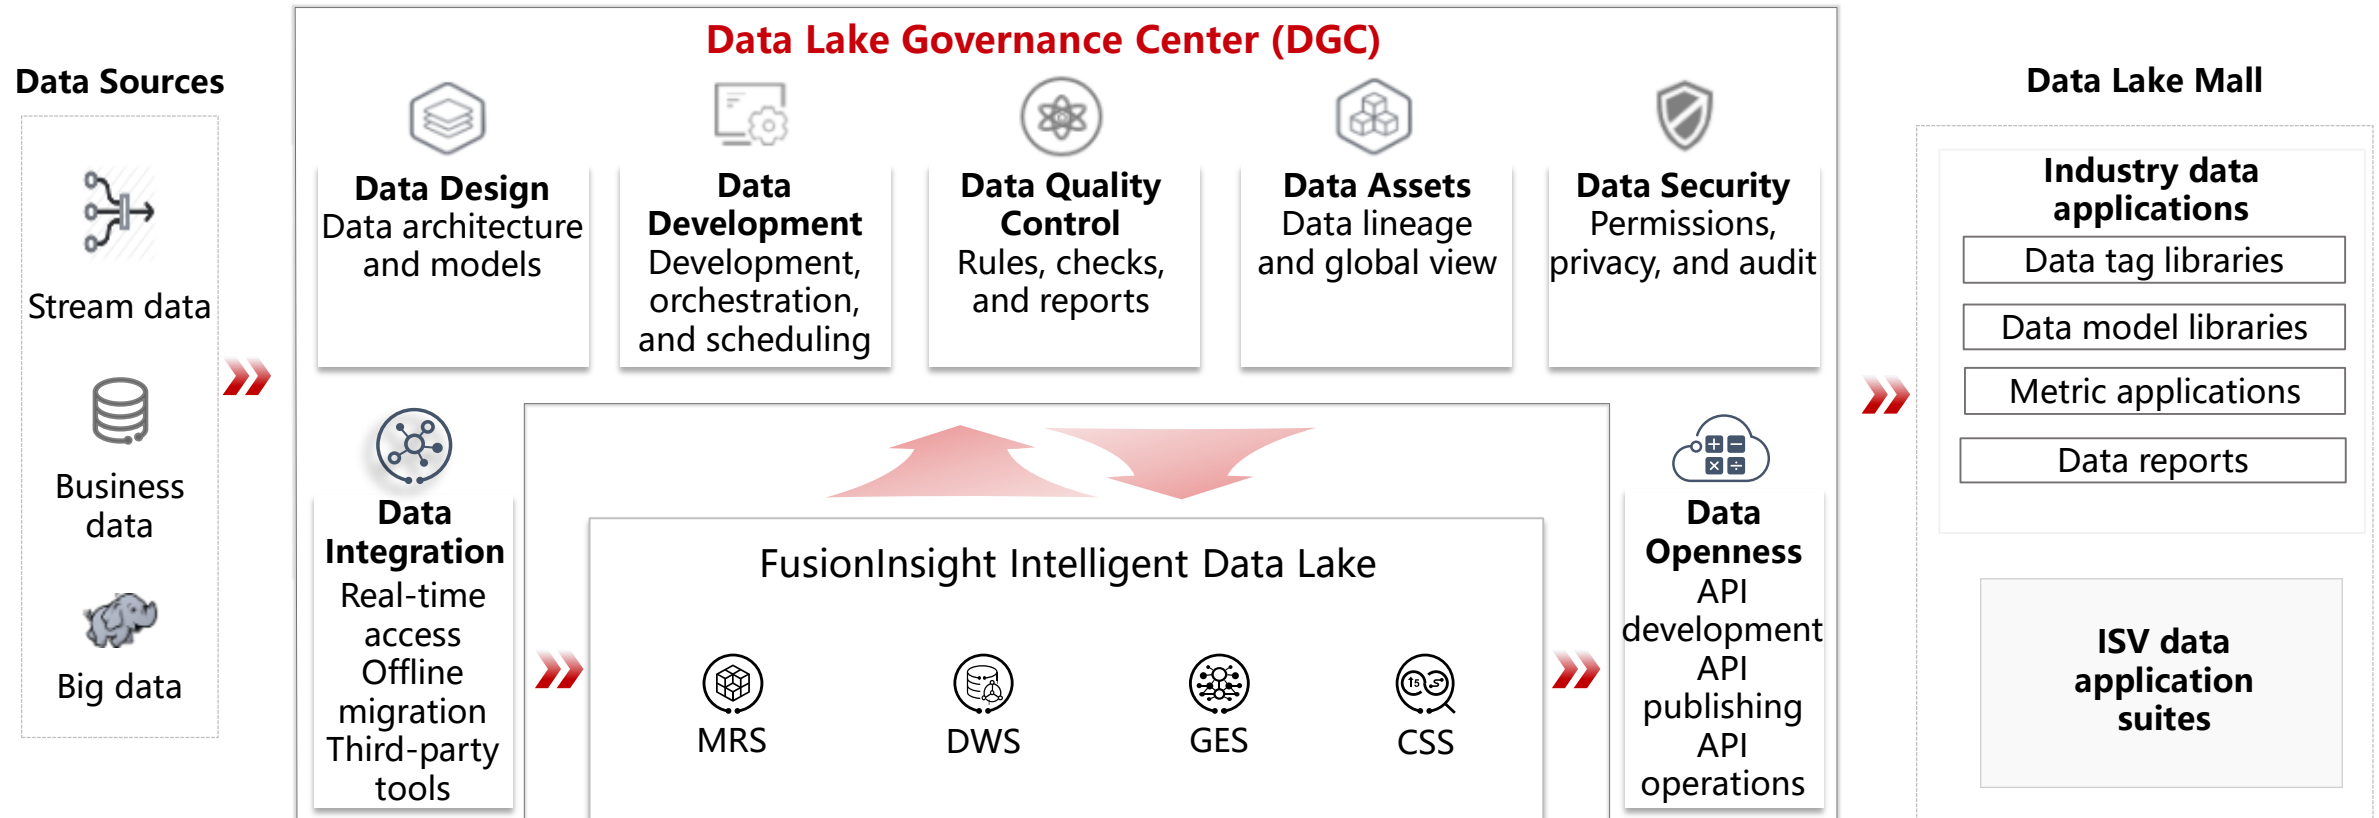 Data Lake Governance Center (DGC)
Data Sources
Stream data
Business
data
Big data
Data Design
Data architecture
and models
Data
Development
Development,
orchestration,
and scheduling
Data Quality
Control
Rules, checks,
and reports
Data Assets
Data lineage
and global view
Data Security
Permissions,
privacy, and audit
Data
Integration
Real-time
access
Offline
migration
Third-party
tools
FusionInsight Intelligent Data Lake
MRS
DWS
GES
CSS
Data
Openness
API
development
API
publishing
API
operations
Data Lake Mall
Industry data
applications
Data tag libraries
Data model libraries
Metric applications
Data reports
ISV data
application
suites